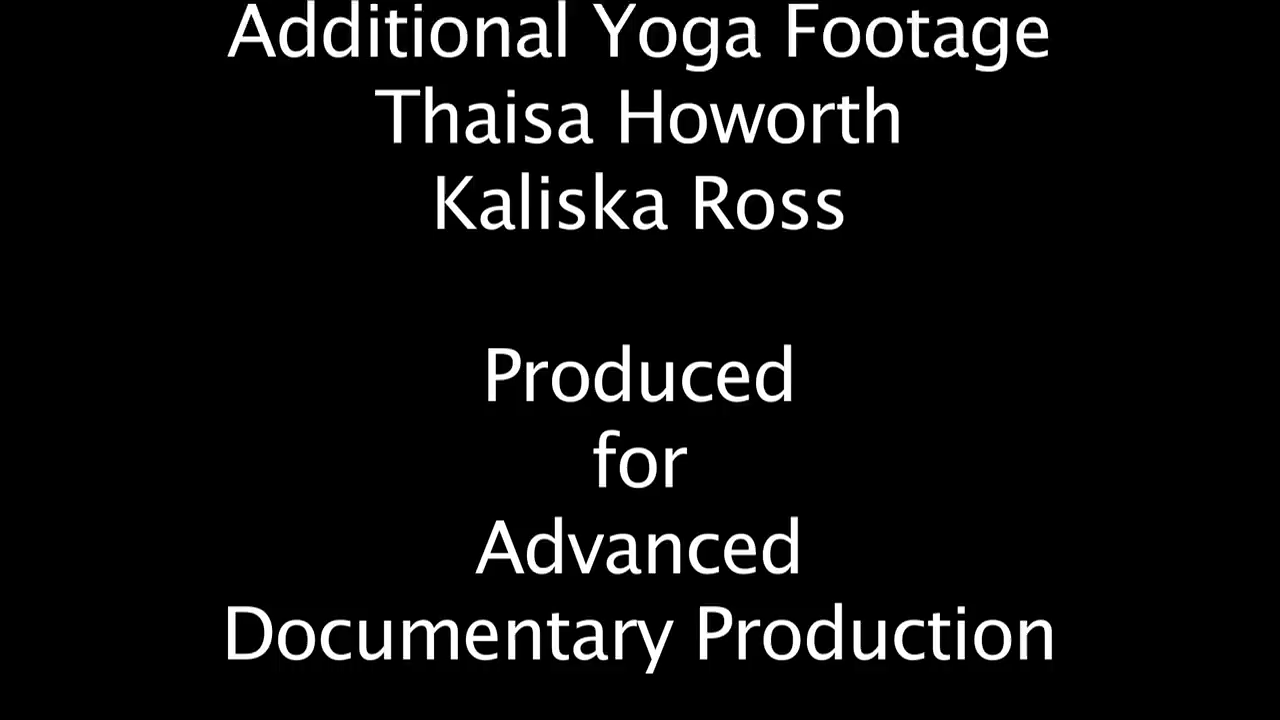 Additional Yoga Footage
Thaisa Howorth
Kaliska Ross
Produced
for
Advanced
Documentary Production